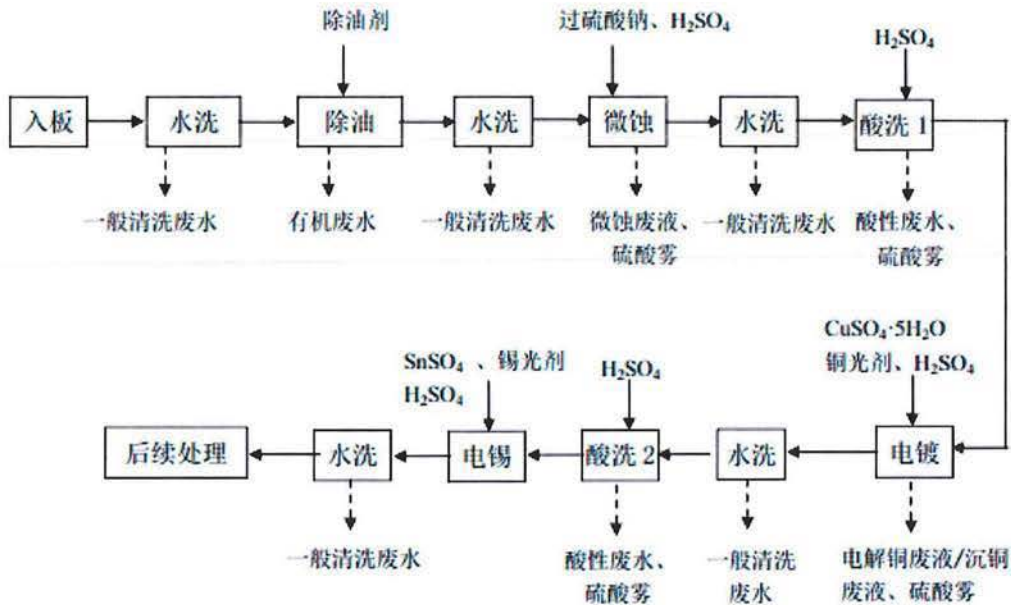 除油剂
过硫酸钠、H₂SO₄
H₂SO₄
入板
水洗
除油
水洗
微蚀
水洗
酸洗 1
一般清洗废水
有机废水
一般清洗废水
微蚀废液、
硫酸雾
一般清洗废水
酸性废水、
硫酸雾
CuSO₄·5H₂O
铜光剂、H₂SO₄
SnSO₄ 、锡光剂
H₂SO₄
H₂SO₄
后续处理
水洗
电锡
酸洗 2
水洗
电镀
一般清洗废水
酸性废水、
硫酸雾
一般清洗
废水
电解铜废液/沉铜
废液、硫酸雾